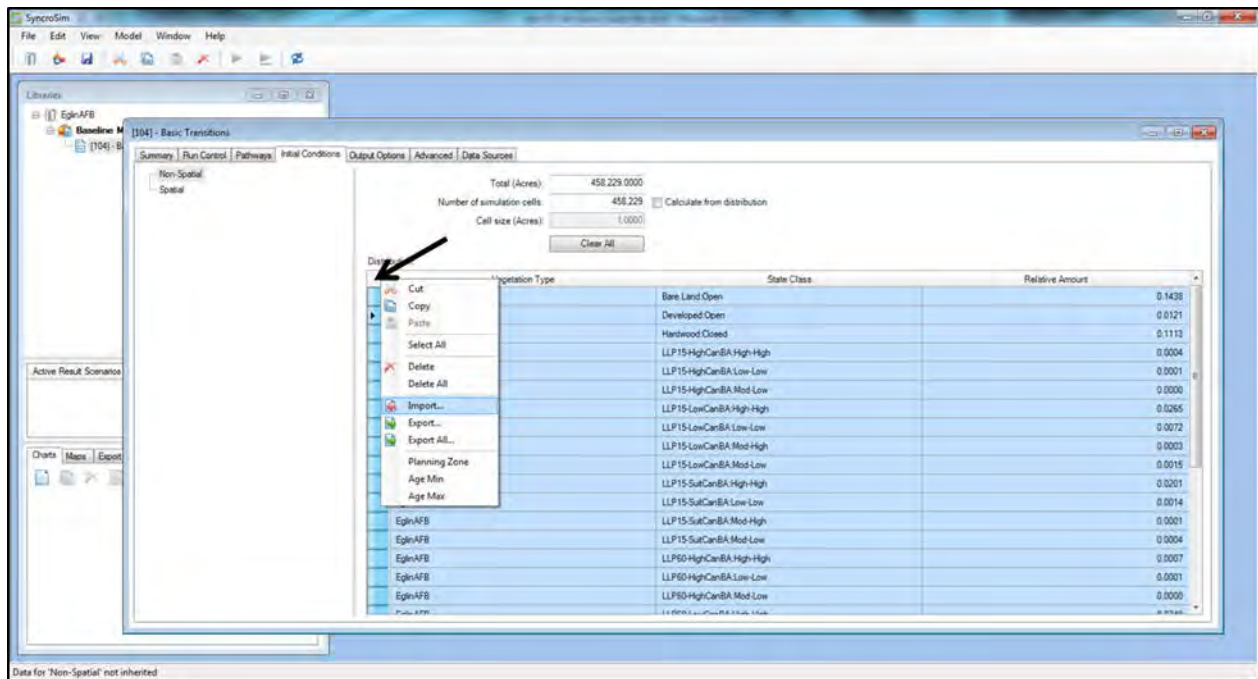 SyncroSim
File Edit View Model Window Help
Libraries
EglinAFB
Baseline M
[104] - B
[104] - Basic Transitions
Summary Run Control Pathways Initial Conditions Output Options Advanced Data Sources
Non-Spatial
Spatial
Total (Acres): 458,229.0000
Number of simulation cells: 458,229 Calculate from distribution
Cell size (Acres): 1.0000
Clear All
Vegetation Type State Class Relative Amount
Cut
Copy
Paste
Select All
Delete
Delete All
Import...
Export...
Export All...
Planning Zone
Age Min
Age Max
Bare Land:Open 0.1438
Developed:Open 0.0121
Hardwood:Closed 0.1113
LLP15-HighCanBA:High-High 0.0004
LLP15-HighCanBA:Low-Low 0.0001
LLP15-HighCanBA:Mod-Low 0.0000
LLP15-LowCanBA:High-High 0.0265
LLP15-LowCanBA:Low-Low 0.0072
LLP15-LowCanBA:Mod-High 0.0003
LLP15-LowCanBA:Mod-Low 0.0015
LLP15-SuitCanBA:High-High 0.0201
LLP15-SuitCanBA:Low-Low 0.0014
EglinAFB LLP15-SuitCanBA:Mod-High 0.0001
EglinAFB LLP15-SuitCanBA:Mod-Low 0.0004
EglinAFB LLP60-HighCanBA:High-High 0.0007
EglinAFB LLP60-HighCanBA:Low-Low 0.0001
EglinAFB LLP60-HighCanBA:Mod-Low 0.0000
Active Result Scenarios
Charts Maps Export
Data for 'Non-Spatial' not inherited